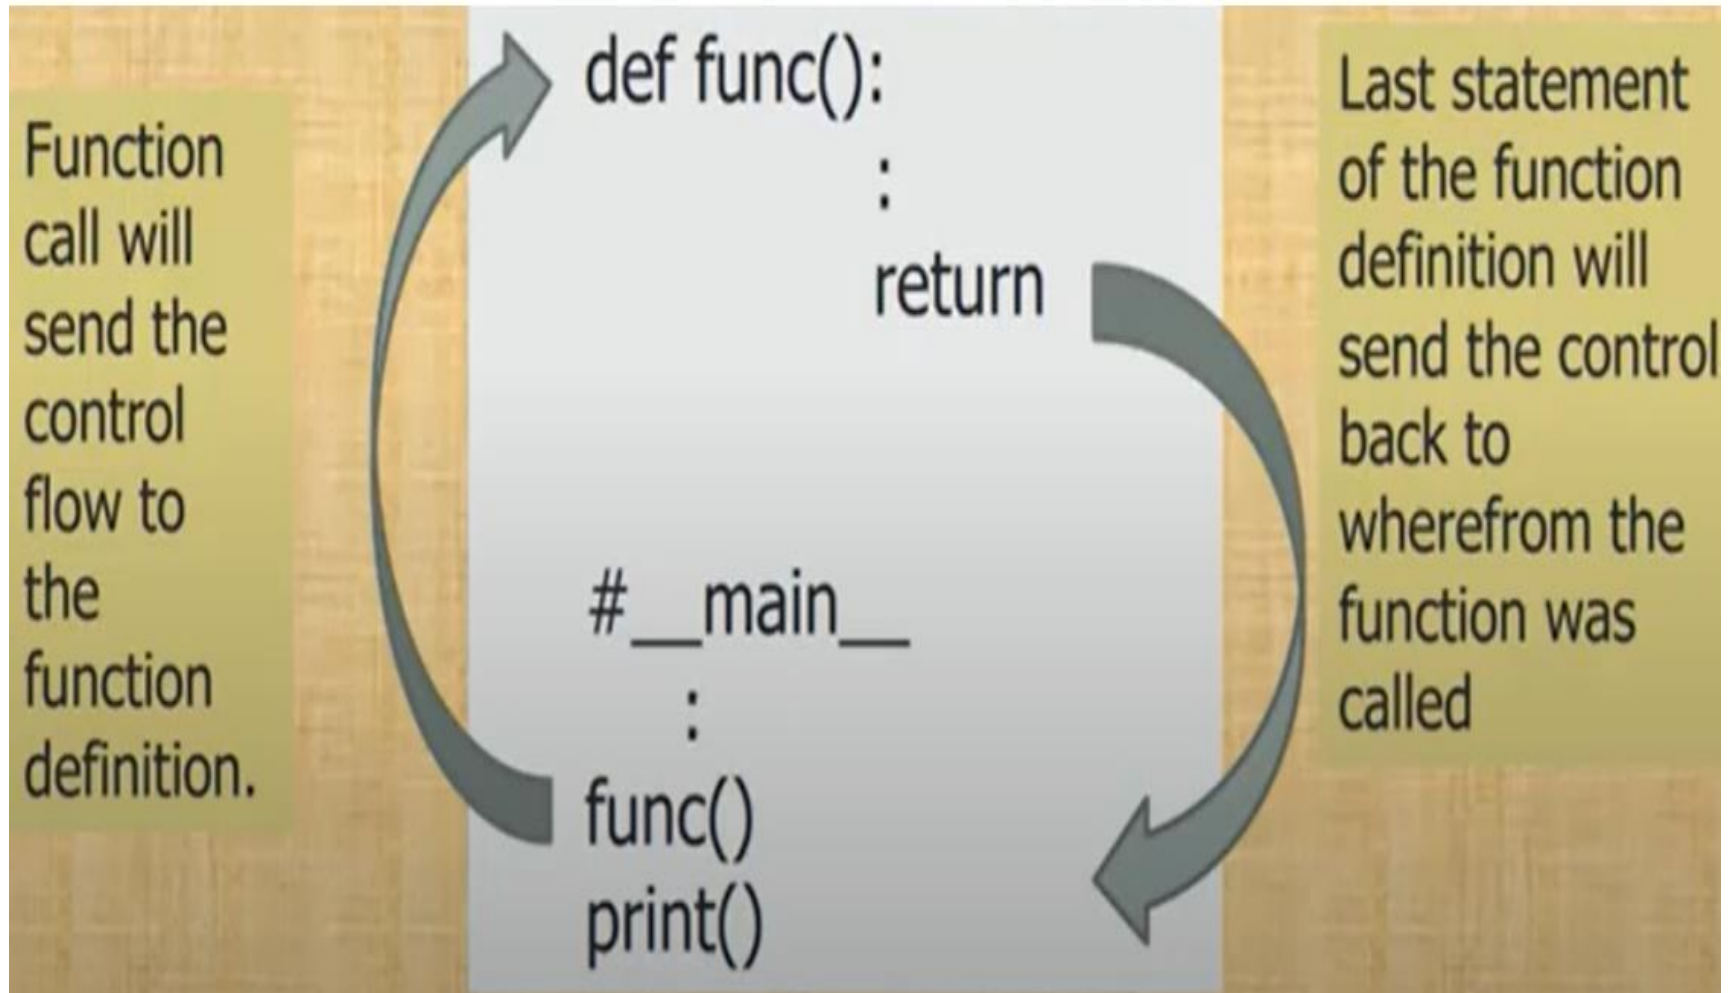 Function
call will
send the
control
flow to
the
function
definition.
def func():
:
return
#__main__
:
func()
print()
Last statement
of the function
definition will
send the control
back to
wherefrom the
function was
called